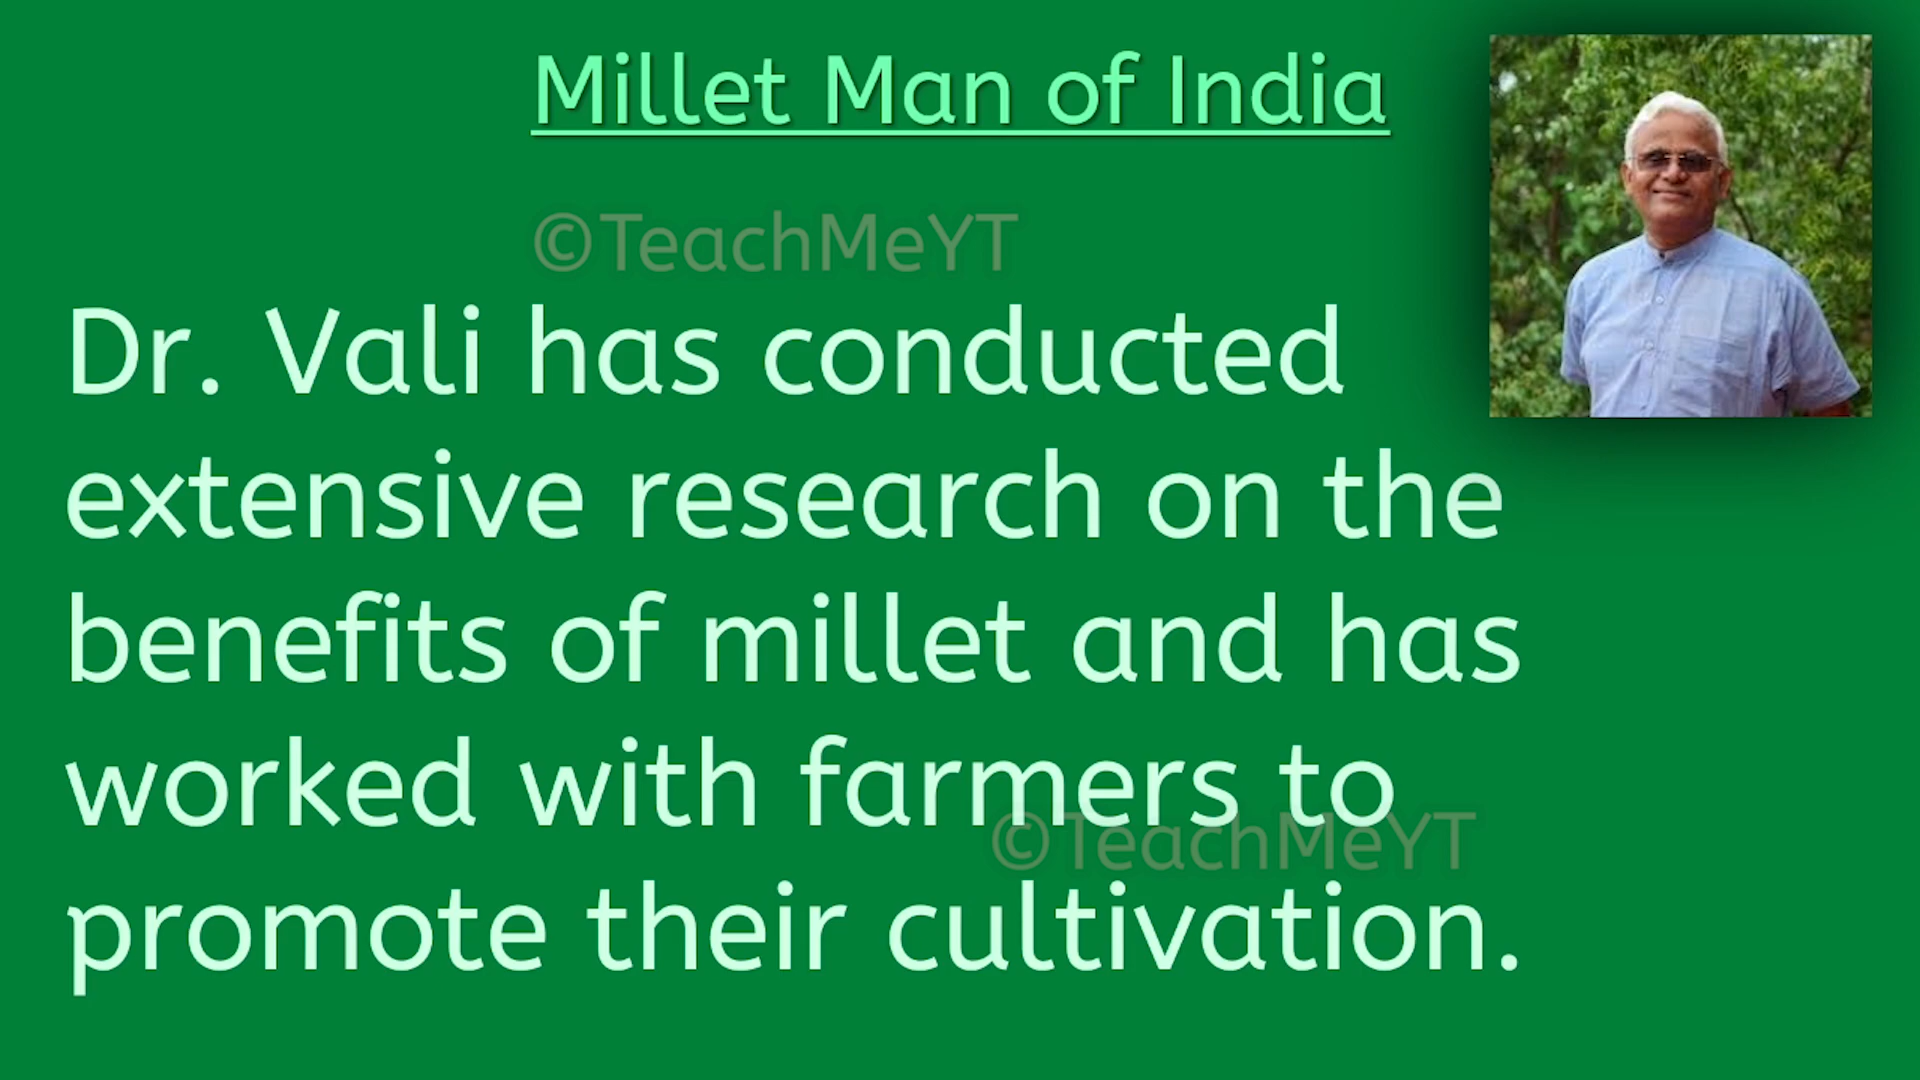 Millet Man of India
©TeachMeYT
Dr. Vali has conducted
extensive research on the
benefits of millet and has
worked with farmers to
©TeachMeYT
promote their cultivation.